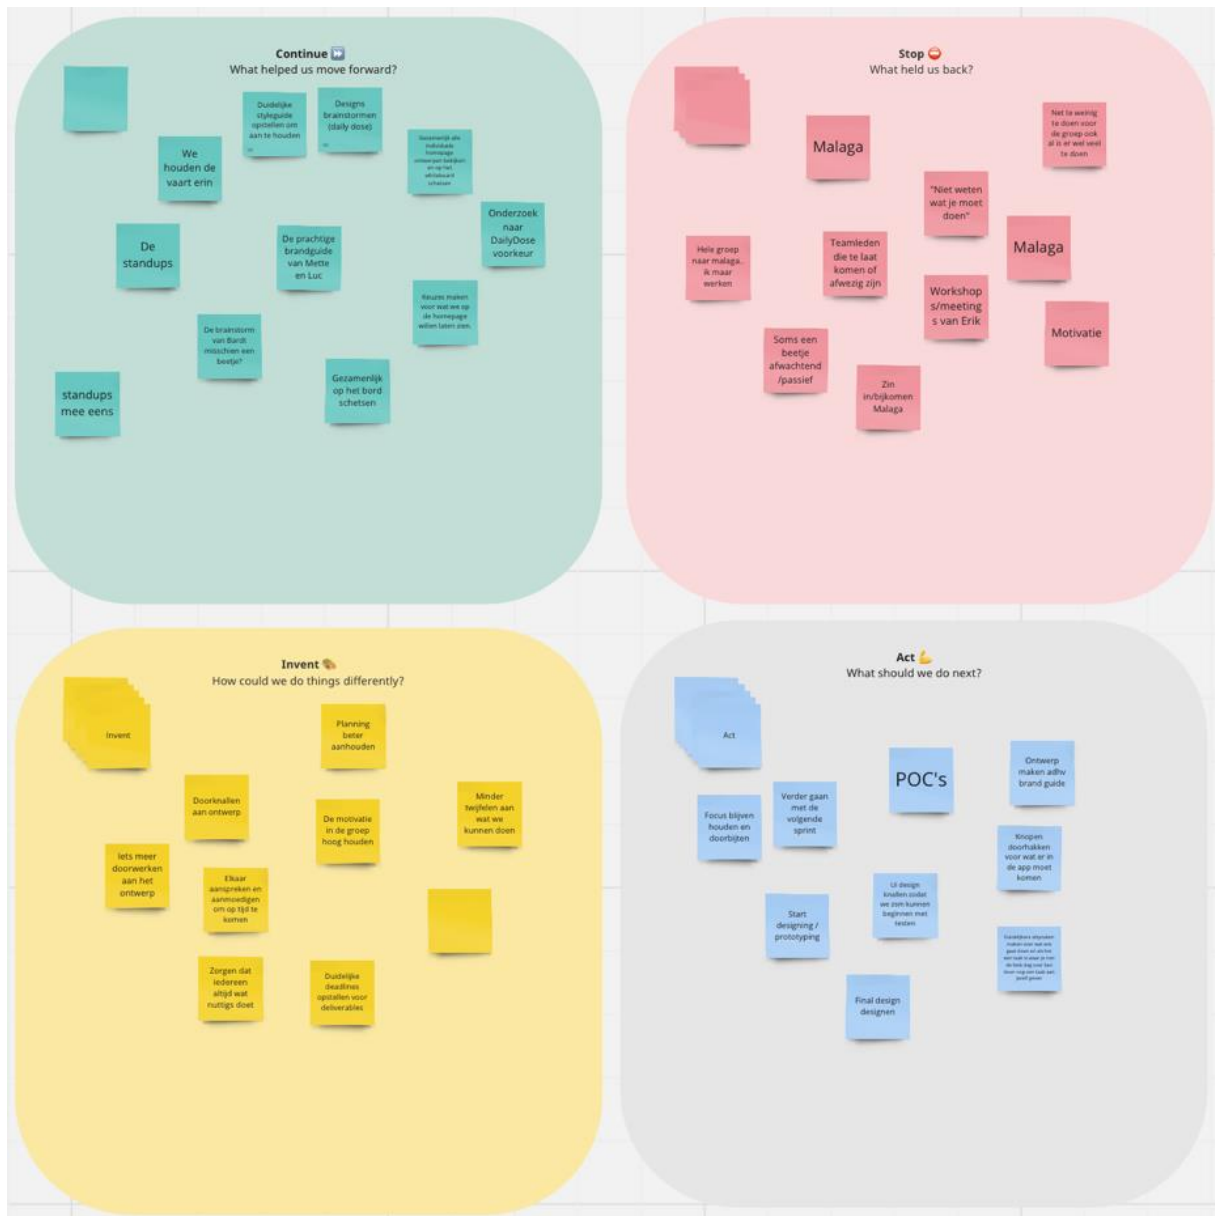 Continue ⏩
What helped us move forward?
Duidelijke
styleguide
opstellen om
aan te houden
Designs
brainstormen
(daily dose)
We
houden de
vaart erin
Gezamenlijk alle
individuele
homepage
ontwerpen bekijken
en op het
whiteboard
schetsen
Onderzoek
naar
DailyDose
voorkeur
De
standups
De prachtige
brandguide
van Mette
en Luc
Keuzes maken
voor wat we op
de homepage
willen laten zien.
De brainstorm
van Bardt
misschien een
beetje?
Gezamenlijk
op het bord
schetsen
standups
mee eens
Stop ⛔
What held us back?
Malaga
Net te weinig
te doen voor
de groep ook
al is er wel veel
te doen
"Niet weten
wat je moet
doen"
Malaga
Hele groep
naar malaga..
ik maar
werken
Teamleden
die te laat
komen of
afwezig zijn
Workshop
s/meeting
s van Erik
Motivatie
Soms een
beetje
afwachtend
/passief
Zin
in/bijkomen
Malaga
Invent 🎨
How could we do things differently?
Invent
Planning
beter
aanhouden
Doorknallen
aan ontwerp
De motivatie
in de groep
hoog houden
Minder
twijfelen aan
wat we
kunnen doen
Iets meer
doorwerken
aan het
ontwerp
Elkaar
aanspreken en
aanmoedigen
om op tijd te
komen
Zorgen dat
iedereen
altijd wat
nuttigs doet
Duidelijke
deadlines
opstellen voor
deliverables
Act 💪
What should we do next?
Act
POC's
Ontwerp
maken adhv
brand guide
Focus blijven
houden en
doorbijten
Verder gaan
met de
volgende
sprint
Knopen
doorhakken
voor wat er in
de app moet
komen
Start
designing /
prototyping
UI design
knallen zodat
we zsm kunnen
beginnen met
testen
Final design
designen